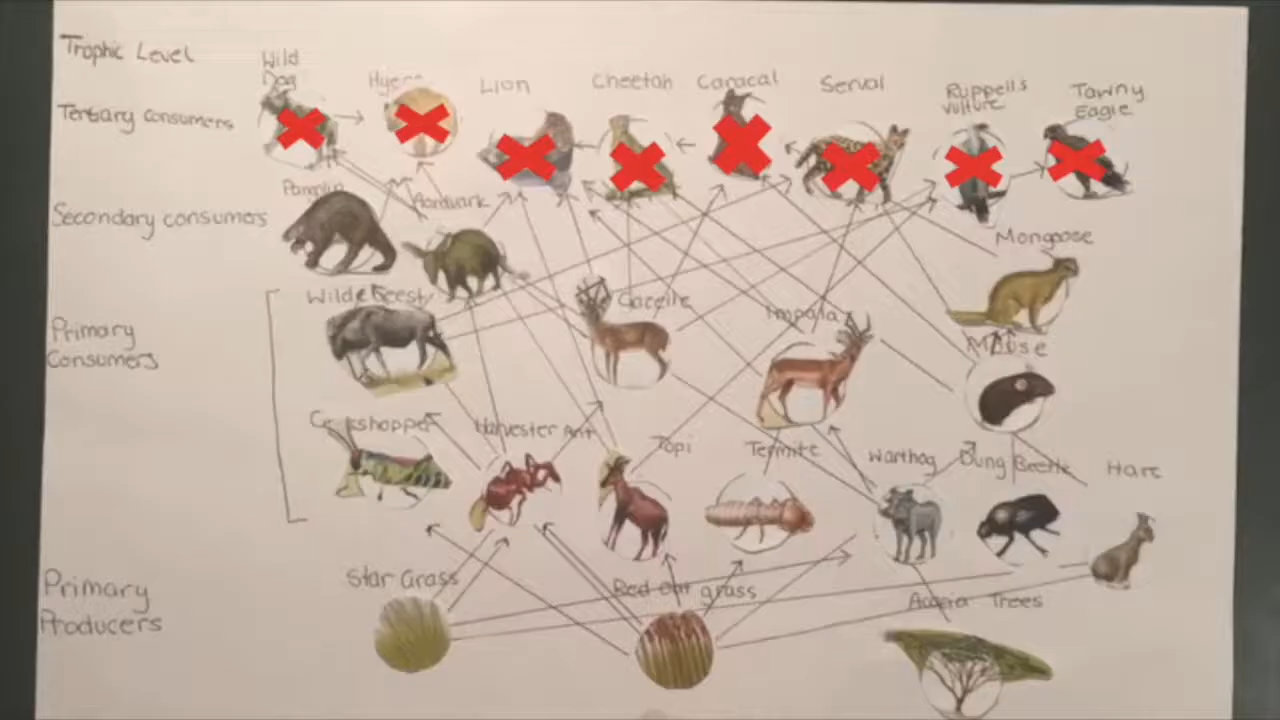 Trophic Level
Wild
Dog
Hyena
Lion
Cheetah
Caracal
Serval
Ruppell's
Vulture
Tawny
Eagle
Tertiary consumers
Pangolin
Aardvark
Secondary consumers
Mongoose
Wildebeest
Gazelle
Impala
Primary
Consumers
Mouse
Grasshopper
Harvester Ant
Topi
Termite
Warthog
Dung Beetle
Hare
Primary
Producers
Star Grass
Red oat grass
Acacia Trees